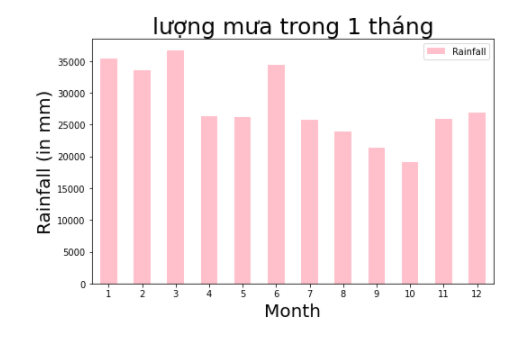 lượng mưa trong 1 tháng
Rainfall
35000
30000
25000
20000
15000
10000
5000
0
Rainfall (in mm)
1 2 3 4 5 6 7 8 9 10 11 12
Month